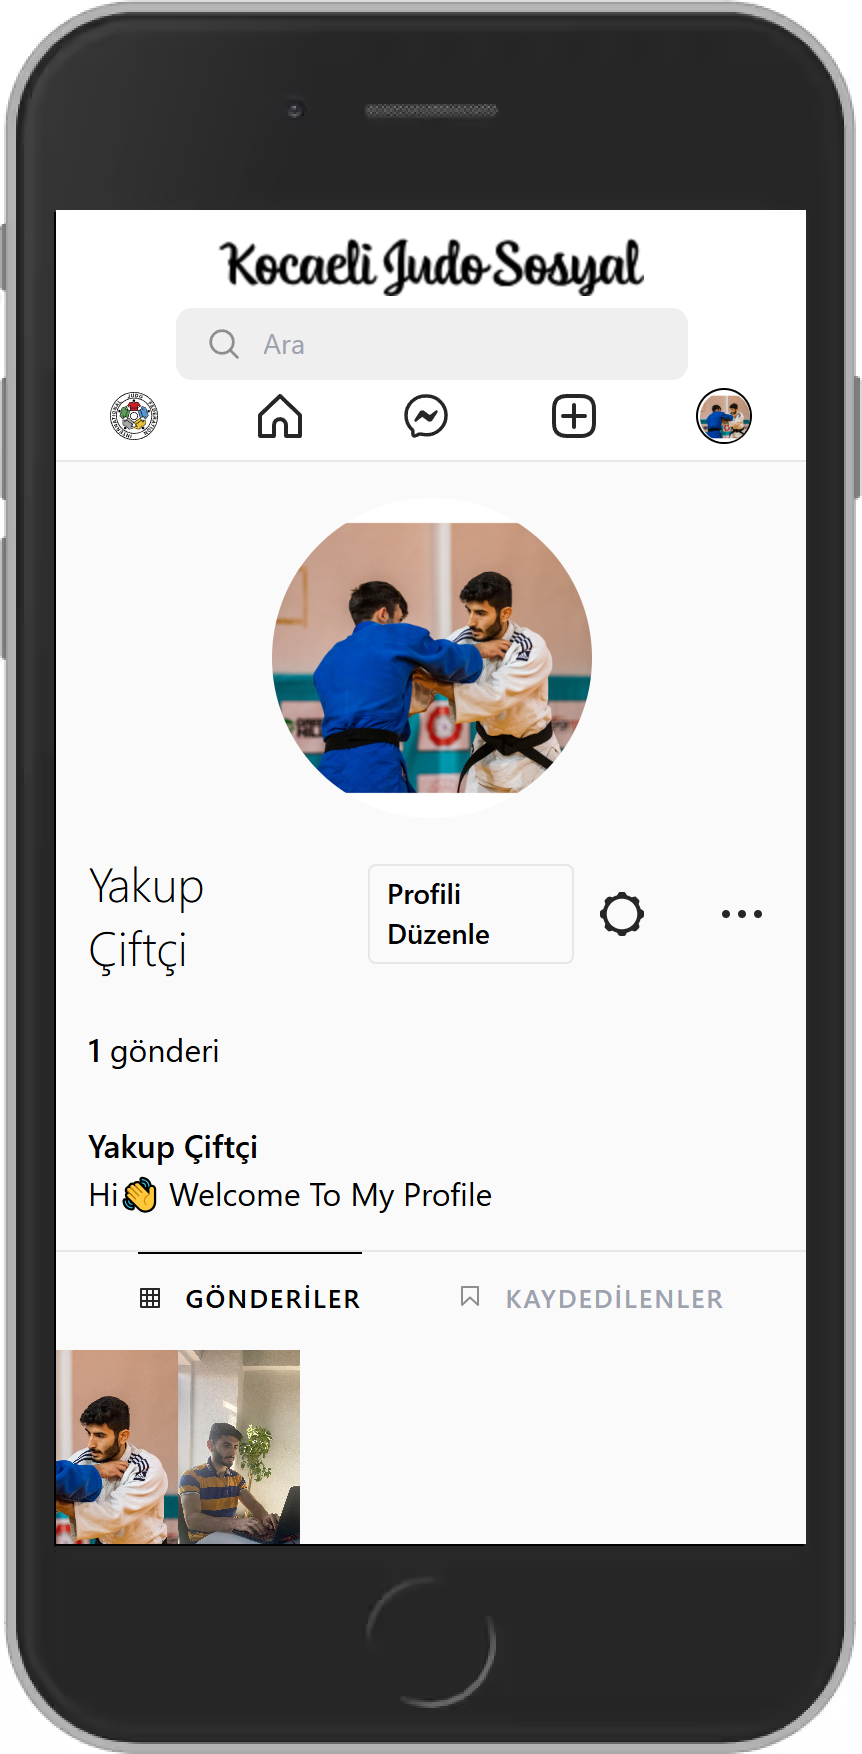 Kocaeli Judo Sosyal
Ara
Yakup
Çiftçi
Profili
Düzenle
1 gönderi
Yakup Çiftçi
Hi👋 Welcome To My Profile
GÖNDERİLER
KAYDEDİLENLER